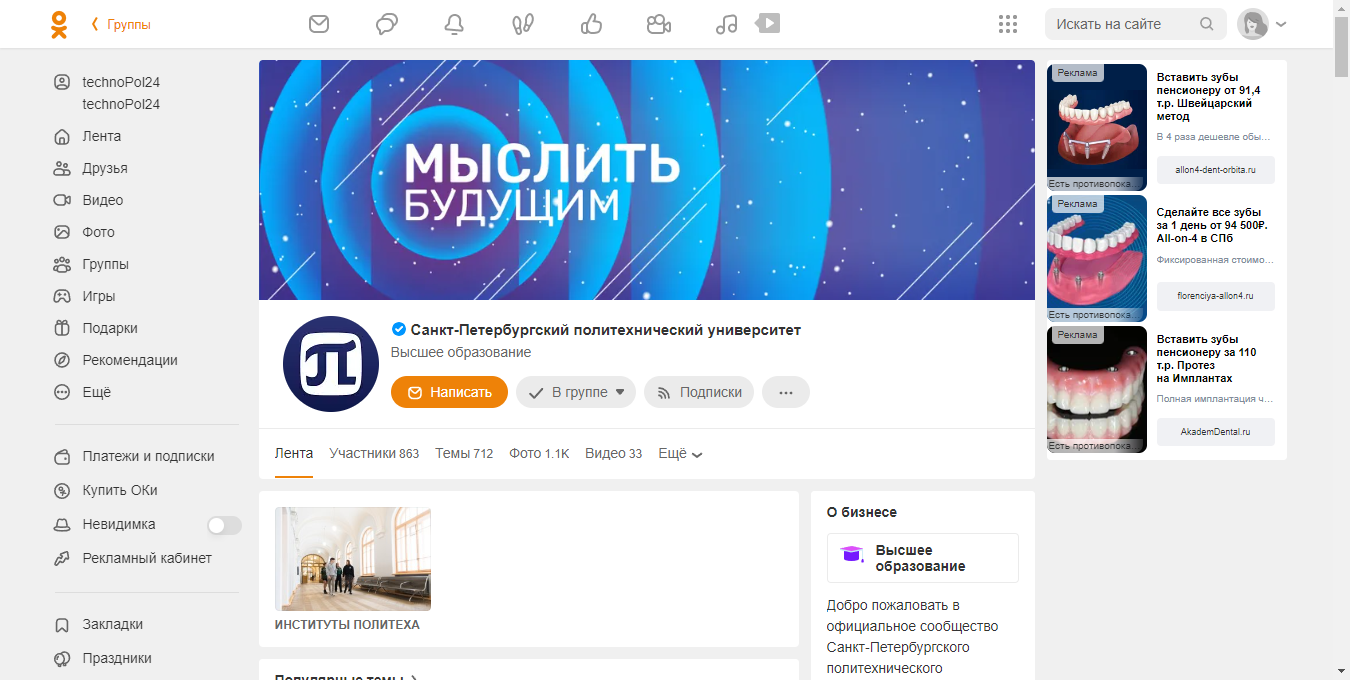 Группы
Искать на сайте
technoPol24
technoPol24
Лента
Друзья
Видео
Фото
Группы
Игры
Подарки
Рекомендации
Ещё
Платежи и подписки
Купить ОКи
Невидимка
Рекламный кабинет
Закладки
Праздники
МЫСЛИТЬ
БУДУЩИМ
Санкт-Петербургский политехнический университет
Высшее образование
Написать
В группе
Подписки
Лента
Участники 863
Темы 712
Фото 1.1K
Видео 33
Ещё
ИНСТИТУТЫ ПОЛИТЕХА
Популярные темы
О бизнесе
Высшее
образование
Добро пожаловать в
официальное сообщество
Санкт-Петербургского
политехнического
Реклама
Есть противопока...
Вставить зубы
пенсионеру от 91,4
т.р. Швейцарский
метод
В 4 раза дешевле обы...
allon4-dent-orbita.ru
Реклама
Есть противопока...
Сделайте все зубы
за 1 день от 94 500₽.
All-on-4 в СПб
Фиксированная стоимо...
florenciya-allon4.ru
Реклама
Есть противопока...
Вставить зубы
пенсионеру за 110
т.р. Протез
на Имплантах
Полная имплантация ч...
AkademDental.ru